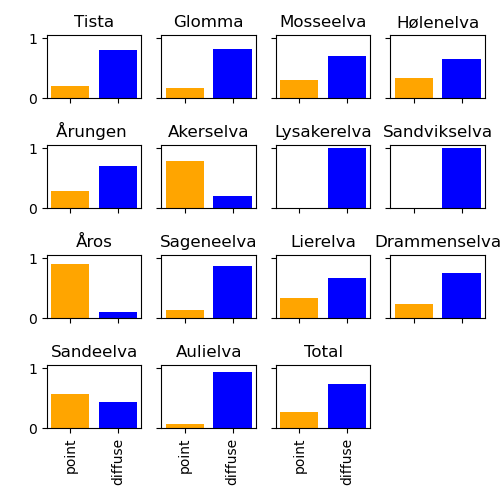 Tista Glomma Mosseelva Hølenelva
1
0
Årungen Akerselva Lysakerelva Sandvikselva
1
0
Åros Sageneelva Lierelva Drammenselva
1
0
Sandeelva Aulielva Total
1
0
point diffuse point diffuse point diffuse